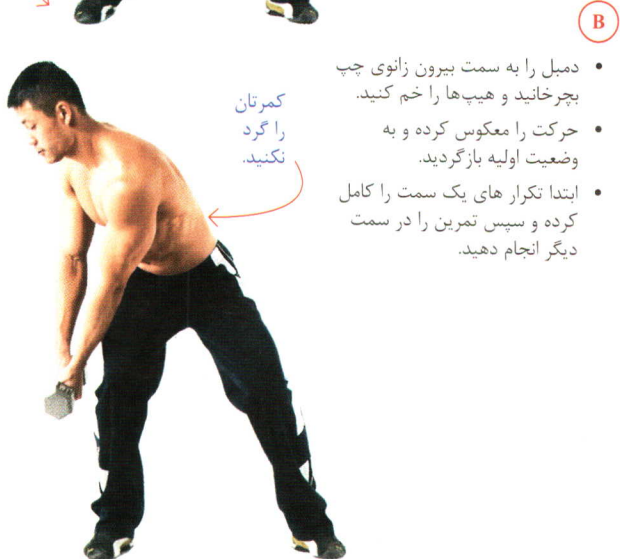 B
• دمبل را به سمت بیرون زانوی چپ
بچرخانید و هیپ‌ها را خم کنید.
• حرکت را معکوس کرده و به
وضعیت اولیه بازگردید.
• ابتدا تکرار های یک سمت را کامل
کرده و سپس تمرین را در سمت
دیگر انجام دهید.
کمرتان
را گرد
نکنید.